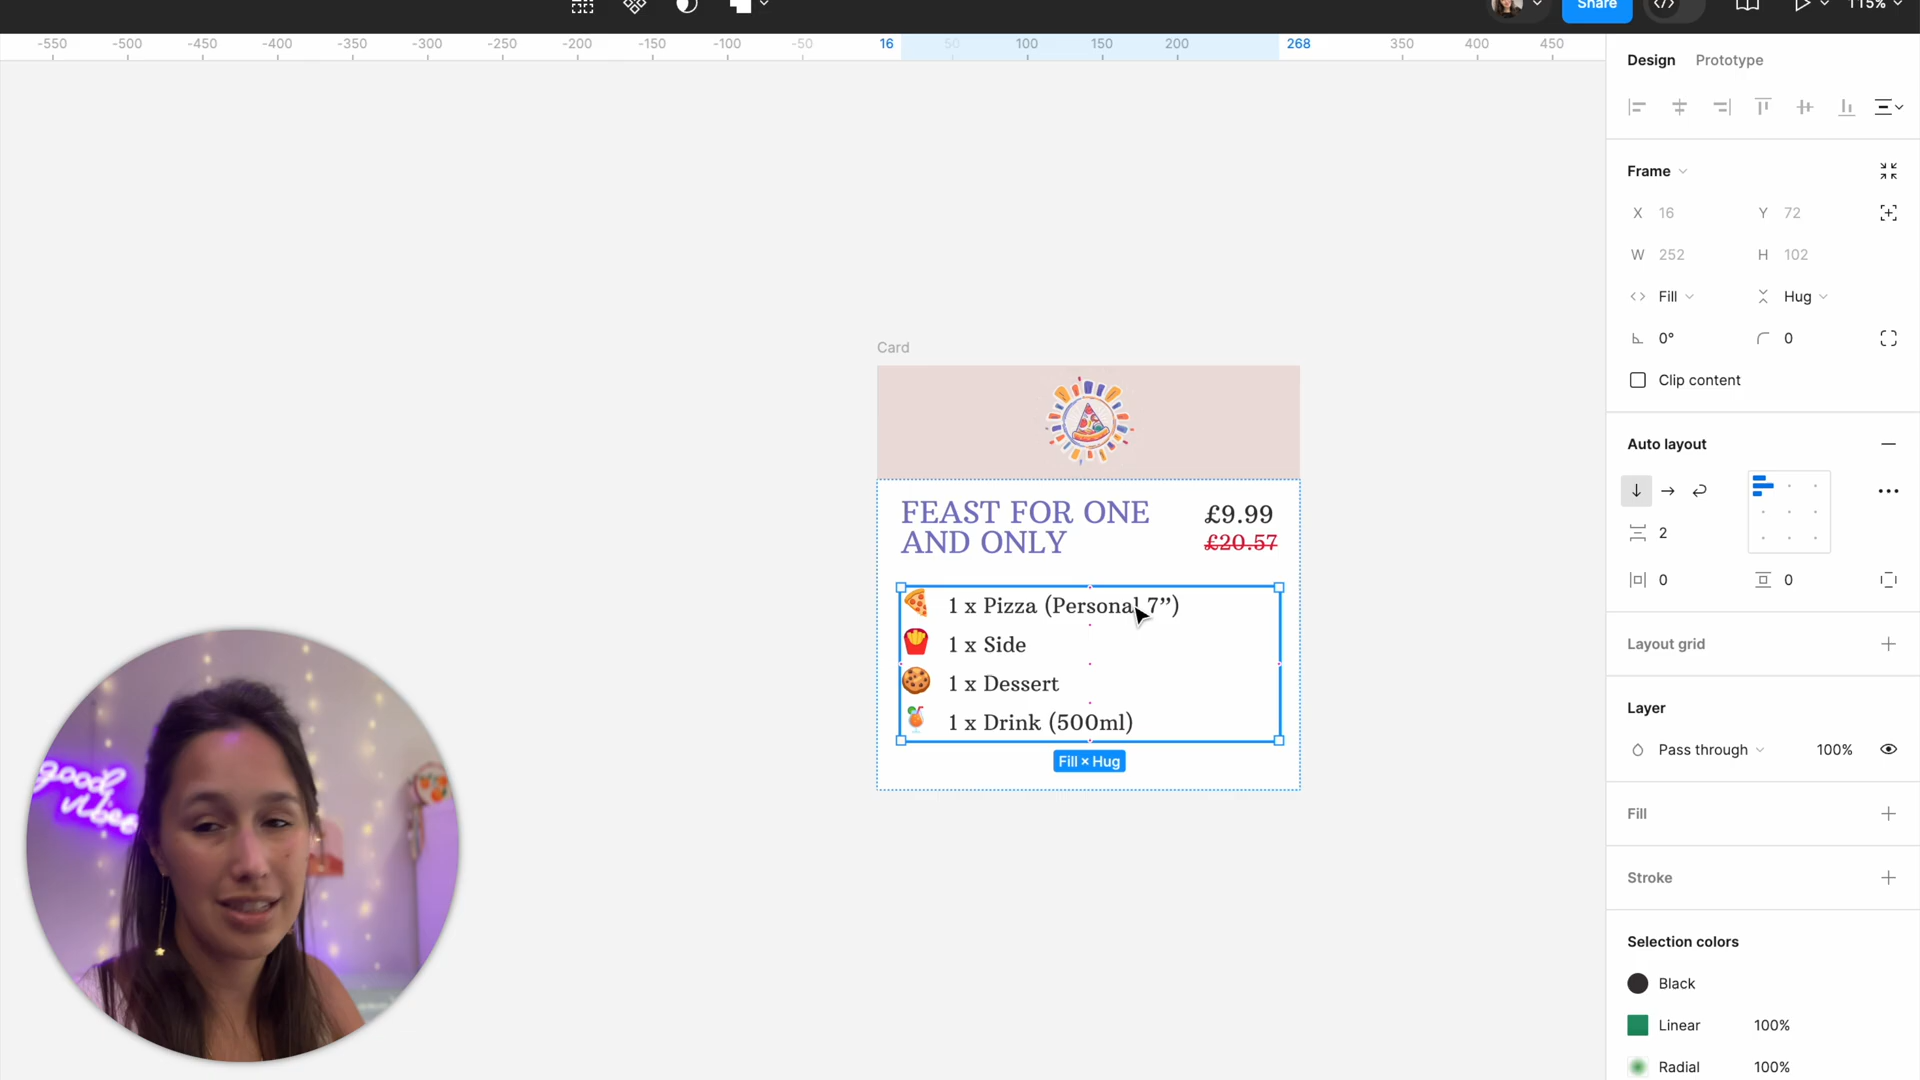 Share
115%
-550 -500 -450 -400 -350 -300 -250 -200 -150 -100 -50 16 50 100 150 200 268 350 400 450
Design Prototype
Frame
X 16 Y 72
W 252 H 102
Fill Hug
0° 0
Clip content
Auto layout
2
0 0
Layout grid
Layer
Pass through 100%
Fill
Stroke
Selection colors
Black
Linear 100%
Radial 100%
Card
FEAST FOR ONE
AND ONLY
£9.99
£20.57
1 x Pizza (Personal 7”)
1 x Side
1 x Dessert
1 x Drink (500ml)
Fill × Hug
good
vibes